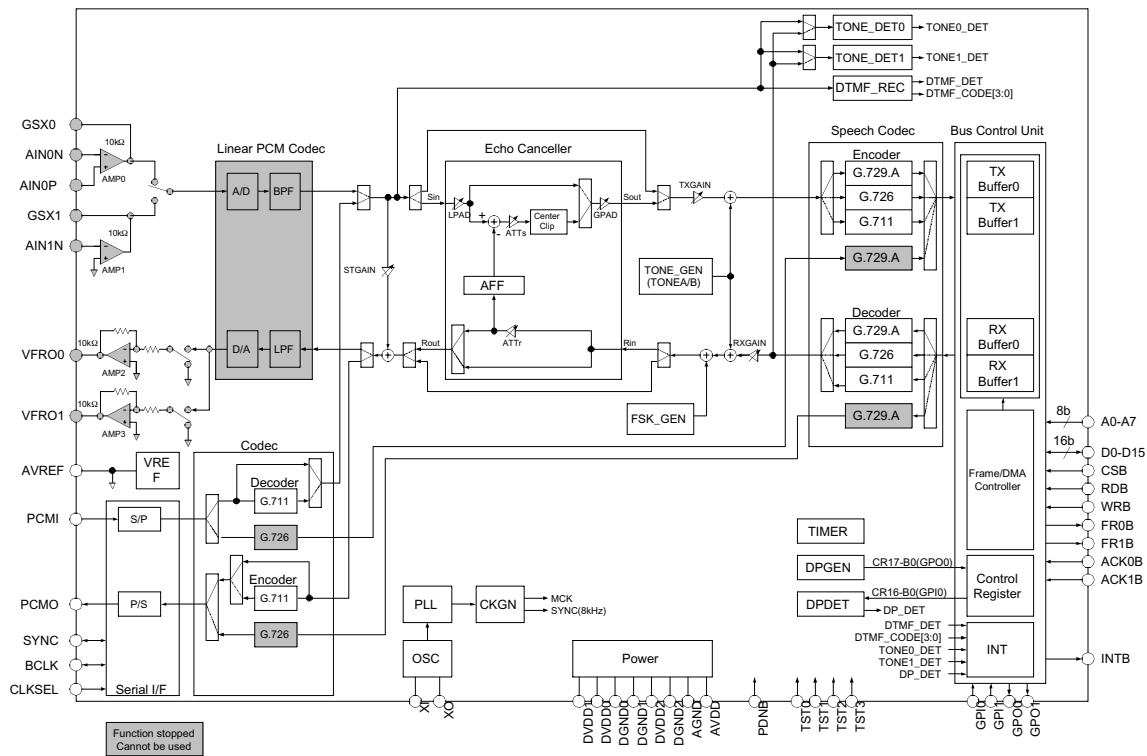 TONE_DET0
TONE0_DET
TONE_DET1
TONE1_DET
DTMF_REC
DTMF_DET
DTMF_CODE[3:0]
GSX0
10kΩ
AIN0N
AMP0
AIN0P
GSX1
10kΩ
AIN1N
AMP1
Linear PCM Codec
A/D
BPF
D/A
LPF
STGAIN
Echo Canceller
Sin
LPAD
+
+
-
ATTs
Center
Clip
GPAD
Sout
AFF
ATTr
Rout
Rin
TXGAIN
TONE_GEN
(TONEA/B)
RXGAIN
FSK_GEN
Speech Codec
Encoder
G.729.A
G.726
G.711
G.729.A
Decoder
G.729.A
G.726
G.711
G.729.A
Bus Control Unit
TX
Buffer0
TX
Buffer1
RX
Buffer0
RX
Buffer1
Frame/DMA
Controller
Control
Register
INT
VFRO0
10kΩ
AMP2
VFRO1
10kΩ
AMP3
AVREF
VRE
F
PCMI
S/P
PCMO
P/S
SYNC
BCLK
CLKSEL
Serial I/F
Codec
Decoder
G.711
G.726
Encoder
G.711
G.726
PLL
CKGN
MCK
SYNC(8kHz)
OSC
XI
XO
Power
DVDD1
DVDD0
DGND0
DGND1
DVDD2
DGND2
AGND
AVDD
PDNB
TST0
TST1
TST2
TST3
TIMER
DPGEN
CR17-B0(GPO0)
DPDET
CR16-B0(GPI0)
DP_DET
DTMF_DET
DTMF_CODE[3:0]
TONE0_DET
TONE1_DET
DP_DET
8b
A0-A7
16b
D0-D15
CSB
RDB
WRB
FR0B
FR1B
ACK0B
ACK1B
INTB
GPI0
GPI1
GPO0
GPO1
Function stopped
Cannot be used